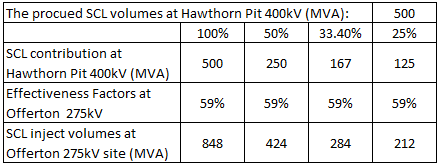 The procued SCL volumes at Hawthorn Pit 400kV (MVA): 500
100% 50% 33.40% 25%
SCL contribution at
Hawthorn Pit 400kV (MVA) 500 250 167 125
Effectiveness Factors at
Offerton 275kV 59% 59% 59% 59%
SCL inject volumes at
Offerton 275kV site (MVA) 848 424 284 212